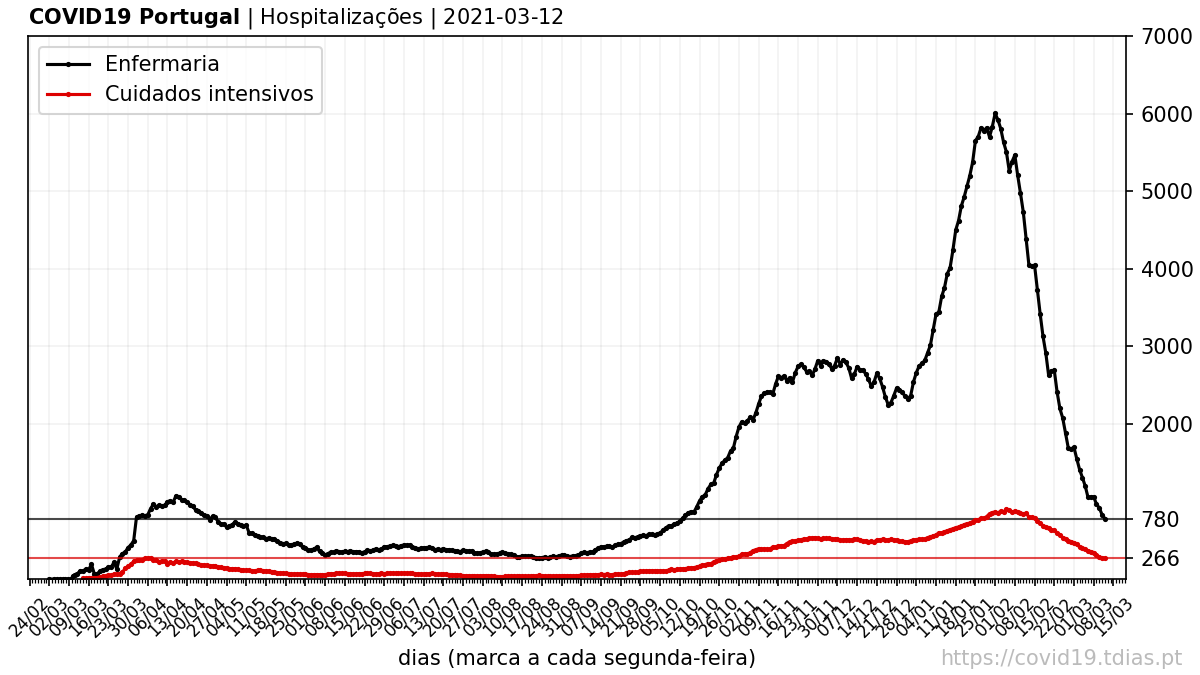 COVID19 Portugal | Hospitalizações | 2021-03-12
Enfermaria
Cuidados intensivos
7000
6000
5000
4000
3000
2000
780
266
24/02 02/03 09/03 16/03 23/03 30/03 06/04 13/04 20/04 27/04 04/05 11/05 18/05 25/05 01/06 08/06 15/06 22/06 29/06 06/07 13/07 20/07 27/07 03/08 10/08 17/08 24/08 31/08 07/09 14/09 21/09 28/09 05/10 12/10 19/10 26/10 02/11 09/11 16/11 23/11 30/11 07/12 14/12 21/12 28/12 04/01 11/01 18/01 25/01 01/02 08/02 15/02 22/02 01/03 08/03 15/03
dias (marca a cada segunda-feira)
https://covid19.tdias.pt